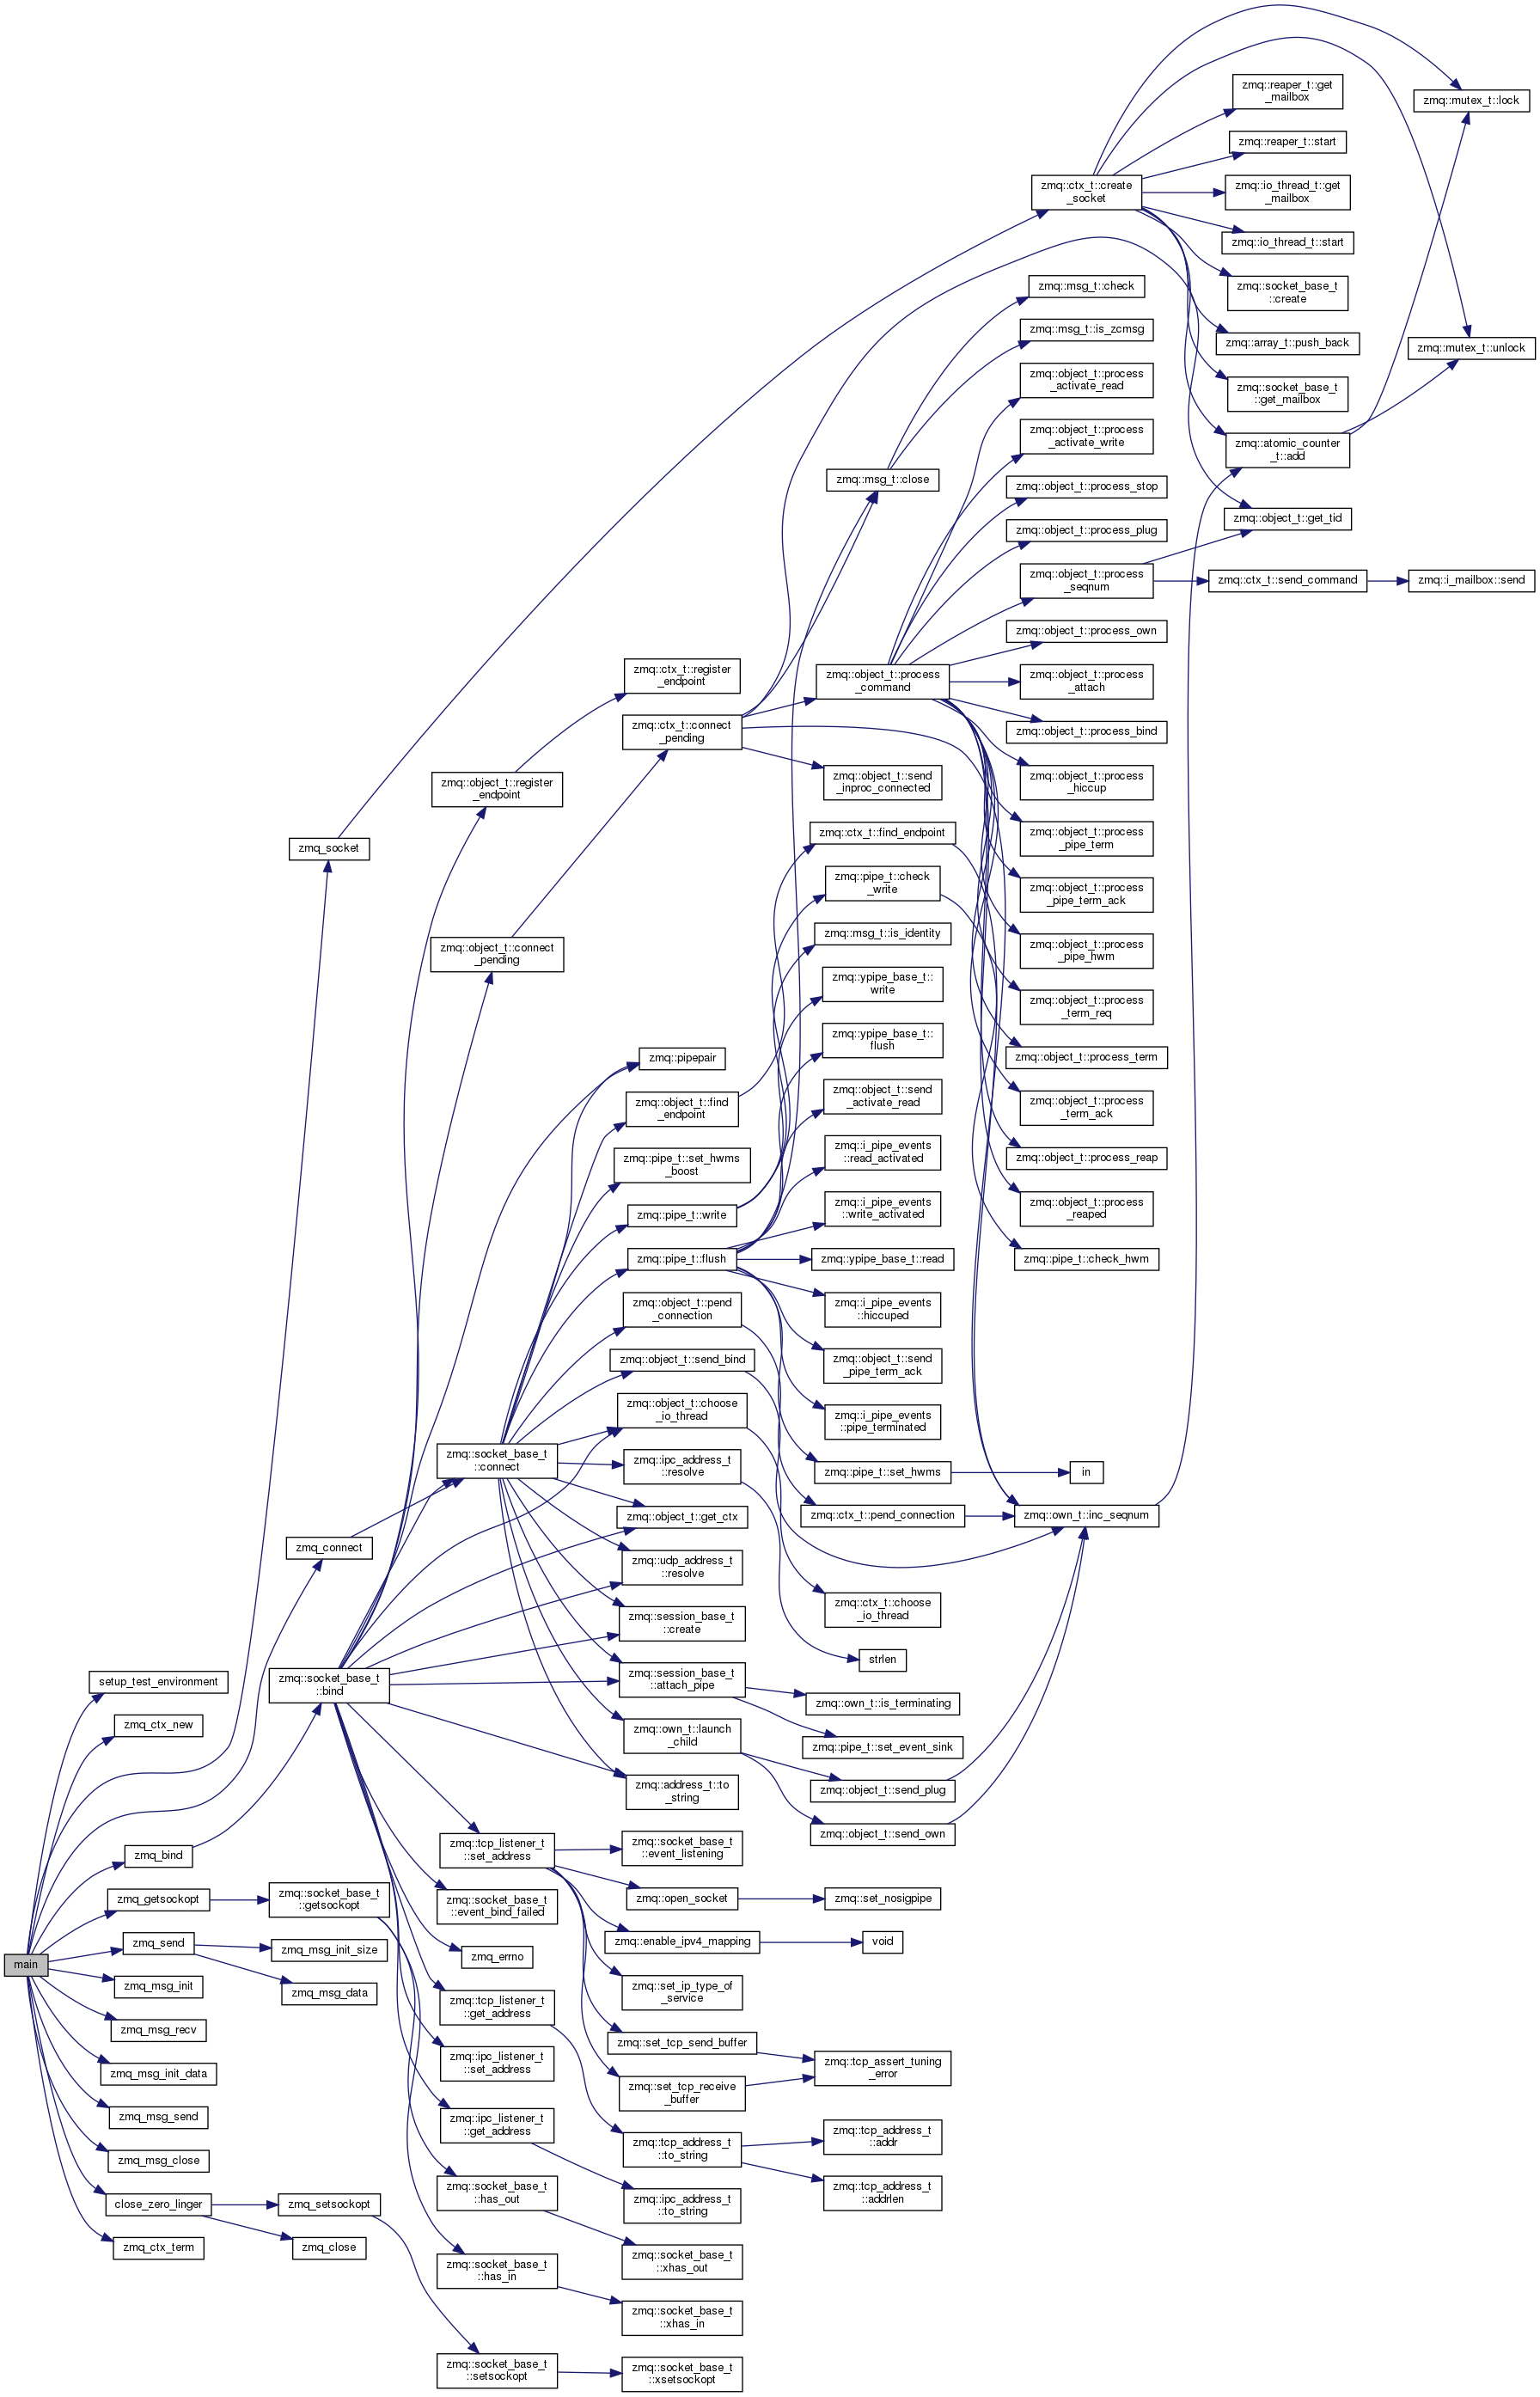 main
setup_test_environment
zmq_ctx_new
zmq_bind
zmq_getsockopt
zmq_send
zmq_msg_init
zmq_msg_recv
zmq_msg_init_data
zmq_msg_send
zmq_msg_close
close_zero_linger
zmq_ctx_term
zmq_socket
zmq_connect
zmq::socket_base_t
::bind
zmq::socket_base_t
::getsockopt
zmq_msg_init_size
zmq_msg_data
zmq_setsockopt
zmq_close
zmq::object_t::register
_endpoint
zmq::object_t::connect
_pending
zmq::socket_base_t
::connect
zmq::tcp_listener_t
::set_address
zmq::socket_base_t
::event_bind_failed
zmq_errno
zmq::tcp_listener_t
::get_address
zmq::ipc_listener_t
::set_address
zmq::ipc_listener_t
::get_address
zmq::socket_base_t
::has_out
zmq::socket_base_t
::has_in
zmq::socket_base_t
::setsockopt
zmq::ctx_t::register
_endpoint
zmq::ctx_t::connect
_pending
zmq::pipepair
zmq::object_t::find
_endpoint
zmq::pipe_t::set_hwms
_boost
zmq::pipe_t::write
zmq::pipe_t::flush
zmq::object_t::pend
_connection
zmq::object_t::send_bind
zmq::object_t::choose
_io_thread
zmq::ipc_address_t
::resolve
zmq::object_t::get_ctx
zmq::udp_address_t
::resolve
zmq::session_base_t
::create
zmq::session_base_t
::attach_pipe
zmq::own_t::launch
_child
zmq::address_t::to
_string
zmq::socket_base_t
::event_listening
zmq::open_socket
zmq::enable_ipv4_mapping
zmq::set_ip_type_of
_service
zmq::set_tcp_send_buffer
zmq::set_tcp_receive
_buffer
zmq::tcp_address_t
::to_string
zmq::ipc_address_t
::to_string
zmq::socket_base_t
::xhas_out
zmq::socket_base_t
::xhas_in
zmq::socket_base_t
::xsetsockopt
zmq::msg_t::close
zmq::object_t::process
_command
zmq::object_t::send
_inproc_connected
zmq::ctx_t::find_endpoint
zmq::pipe_t::check
_write
zmq::msg_t::is_identity
zmq::ypipe_base_t::
write
zmq::ypipe_base_t::
flush
zmq::object_t::send
_activate_read
zmq::i_pipe_events
::read_activated
zmq::i_pipe_events
::write_activated
zmq::ypipe_base_t::read
zmq::i_pipe_events
::hiccuped
zmq::object_t::send
_pipe_term_ack
zmq::i_pipe_events
::pipe_terminated
zmq::pipe_t::set_hwms
zmq::ctx_t::pend_connection
zmq::ctx_t::choose
_io_thread
strlen
zmq::own_t::is_terminating
zmq::pipe_t::set_event_sink
zmq::object_t::send_plug
zmq::object_t::send_own
zmq::set_nosigpipe
void
zmq::tcp_assert_tuning
_error
zmq::tcp_address_t
::addr
zmq::tcp_address_t
::addrlen
zmq::ctx_t::create
_socket
zmq::msg_t::check
zmq::msg_t::is_zcmsg
zmq::object_t::process
_activate_read
zmq::object_t::process
_activate_write
zmq::object_t::process_stop
zmq::object_t::process_plug
zmq::object_t::process
_seqnum
zmq::object_t::process_own
zmq::object_t::process
_attach
zmq::object_t::process_bind
zmq::object_t::process
_hiccup
zmq::object_t::process
_pipe_term
zmq::object_t::process
_pipe_term_ack
zmq::object_t::process
_pipe_hwm
zmq::object_t::process
_term_req
zmq::object_t::process_term
zmq::object_t::process
_term_ack
zmq::object_t::process_reap
zmq::object_t::process
_reaped
zmq::pipe_t::check_hwm
in
zmq::own_t::inc_seqnum
zmq::reaper_t::get
_mailbox
zmq::reaper_t::start
zmq::io_thread_t::get
_mailbox
zmq::io_thread_t::start
zmq::socket_base_t
::create
zmq::array_t::push_back
zmq::socket_base_t
::get_mailbox
zmq::atomic_counter
_t::add
zmq::object_t::get_tid
zmq::ctx_t::send_command
zmq::mutex_t::lock
zmq::mutex_t::unlock
zmq::i_mailbox::send